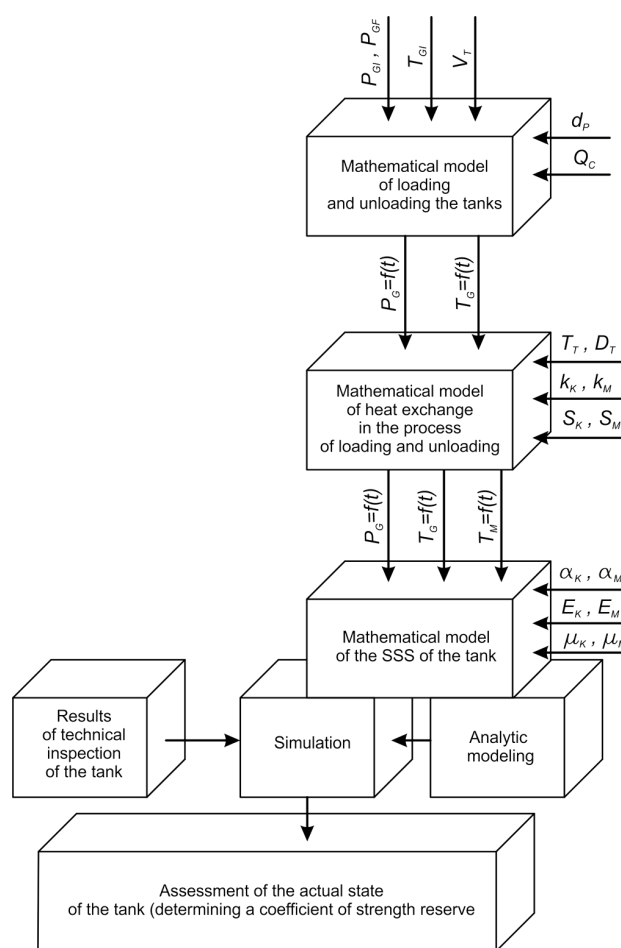 P_GI , P_GF
T_GI
V_T
d_P
Q_C
Mathematical model
of loading
and unloading the tanks
P_G=f(t)
T_G=f(t)
T_T , D_T
k_K , k_M
S_K , S_M
Mathematical model
of heat exchange
in the process
of loading and unloading
P_G=f(t)
T_G=f(t)
T_M=f(t)
α_K , α_M
E_K , E_M
μ_K , μ
Mathematical model
of the SSS of the tank
Results
of technical
inspection
of the tank
Simulation
Analytic
modeling
Assessment of the actual state
of the tank (determining a coefficient of strength reserve